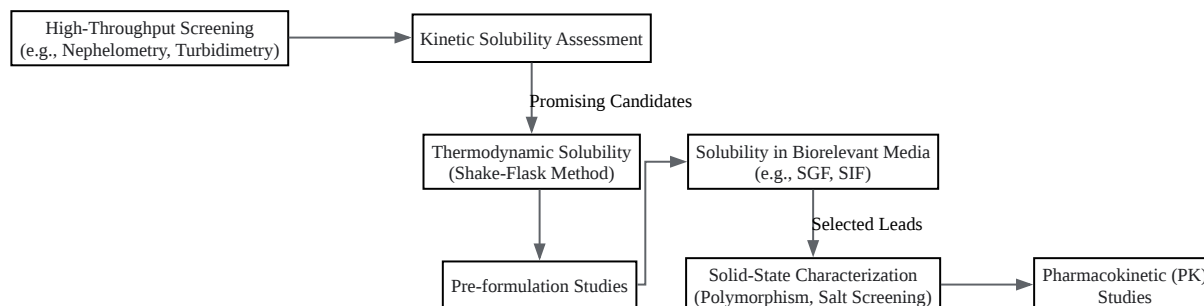 High-Throughput Screening
(e.g., Nephelometry, Turbidimetry)
Kinetic Solubility Assessment
Promising Candidates
Thermodynamic Solubility
(Shake-Flask Method)
Pre-formulation Studies
Solubility in Biorelevant Media
(e.g., SGF, SIF)
Selected Leads
Solid-State Characterization
(Polymorphism, Salt Screening)
Pharmacokinetic (PK)
Studies